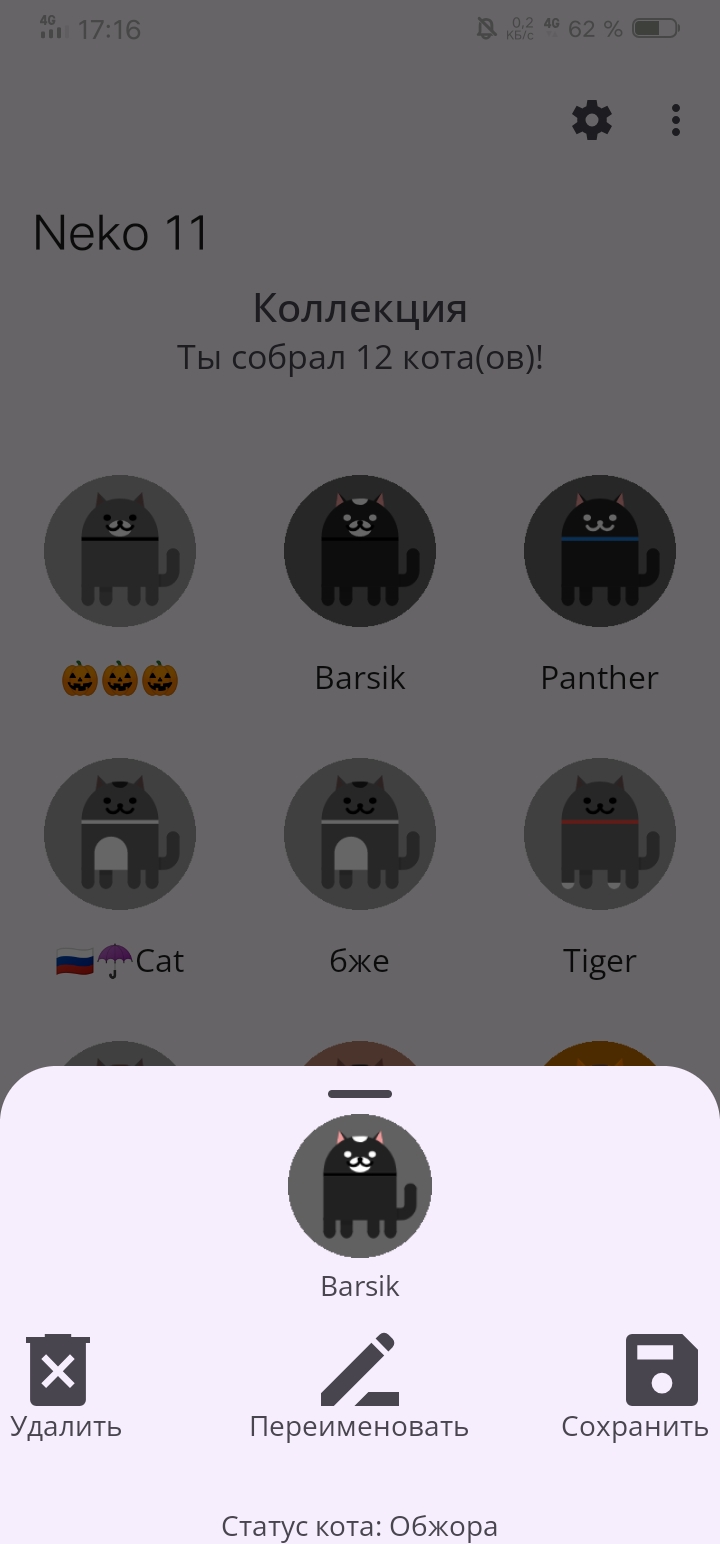 4G 17:16 0,2 КБ/с 4G 62 %
Neko 11
Коллекция
Ты собрал 12 кота(ов)!
🎃🎃🎃 Barsik Panther
🇷🇺☂Cat бже Tiger
Barsik
Удалить Переименовать Сохранить
Статус кота: Обжора